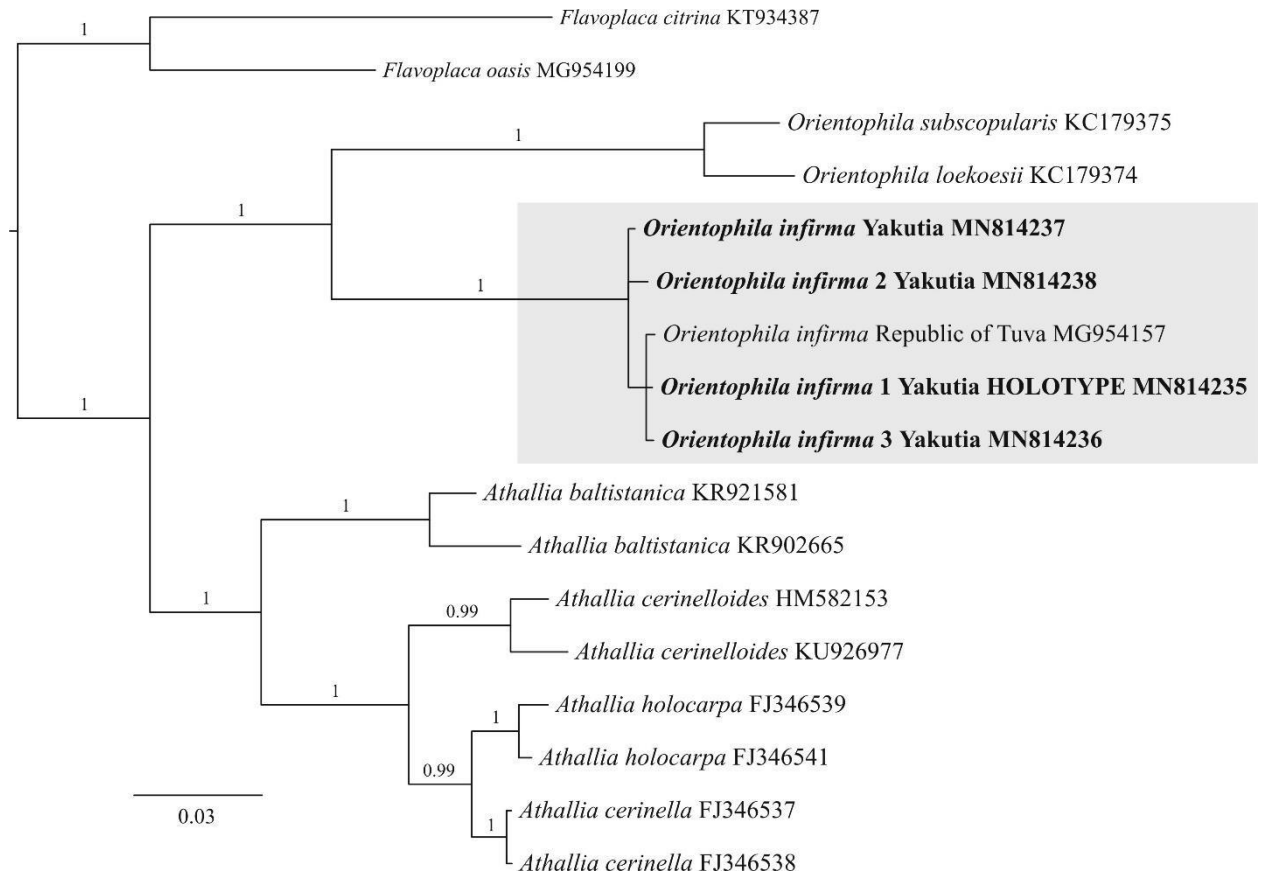 Flavoplaca citrina KT934387
1
Flavoplaca oasis MG954199
Orientophila subscopularis KC179375
1
Orientophila loekoesii KC179374
1
Orientophila infirma Yakutia MN814237
Orientophila infirma 2 Yakutia MN814238
1
Orientophila infirma Republic of Tuva MG954157
Orientophila infirma 1 Yakutia HOLOTYPE MN814235
1
Orientophila infirma 3 Yakutia MN814236
Athallia baltistanica KR921581
1
Athallia baltistanica KR902665
Athallia cerinelloides HM582153
1
0.99
Athallia cerinelloides KU926977
1
Athallia holocarpa FJ346539
1
Athallia holocarpa FJ346541
0.99
Athallia cerinella FJ346537
0.03
1
Athallia cerinella FJ346538